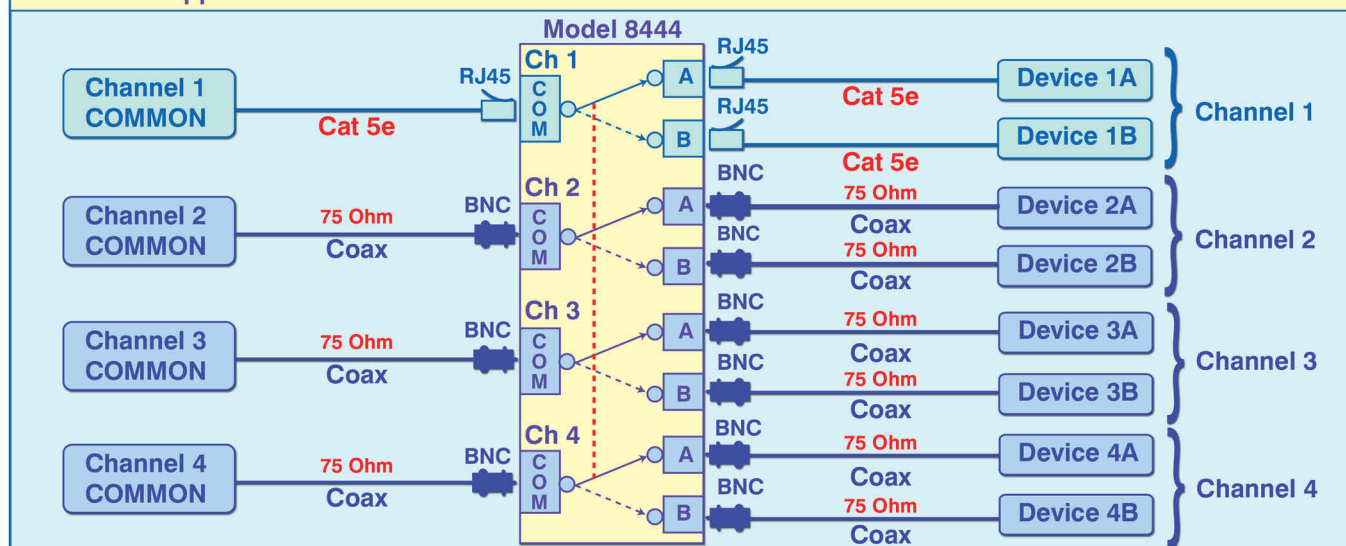 Model 8444
Channel 1
COMMON
RJ45
Cat 5e
Ch 1
C
O
M
A
B
RJ45
Cat 5e
Device 1A
RJ45
Cat 5e
Device 1B
Channel 1
Channel 2
COMMON
75 Ohm
Coax
BNC
Ch 2
C
O
M
A
B
BNC
75 Ohm
Coax
Device 2A
BNC
75 Ohm
Coax
Device 2B
Channel 2
Channel 3
COMMON
75 Ohm
Coax
BNC
Ch 3
C
O
M
A
B
BNC
75 Ohm
Coax
Device 3A
BNC
75 Ohm
Coax
Device 3B
Channel 3
Channel 4
COMMON
75 Ohm
Coax
BNC
Ch 4
C
O
M
A
B
BNC
75 Ohm
Coax
Device 4A
BNC
75 Ohm
Coax
Device 4B
Channel 4